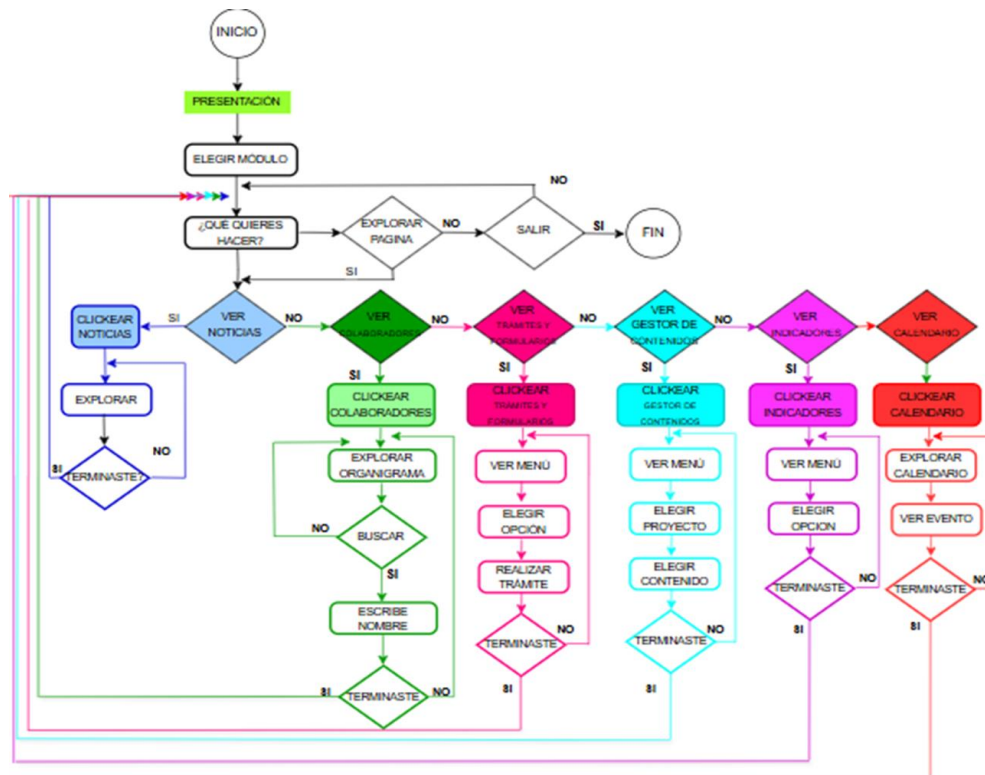 INICIO
PRESENTACIÓN
ELEGIR MÓDULO
NO
¿QUE QUIERES
HACER?
EXPLORAR
PAGINA
NO
SALIR
SI
FIN
SI
CLICKEAR
NOTICIAS
SI
VER
NOTICIAS
NO
VER
COLABORADORES
NO
VER
TRAMITES Y
FORMULARIOS
NO
VER
GESTOR DE
CONTENIDOS
NO
VER
INDICADORES
VER
CALENDARIO
SI
SI
SI
SI
EXPLORAR
CLICKEAR
COLABORADORES
CLICKEAR
TRAMITES Y
FORMULARIOS
CLICKEAR
GESTOR DE
CONTENIDOS
CLICKEAR
INDICADORES
CLICKEAR
CALENDARIO
NO
SI
TERMINASTE?
EXPLORAR
ORGANIGRAMA
VER MENÚ
VER MENÚ
VER MENÚ
EXPLORAR
CALENDARIO
NO
BUSCAR
SI
ELEGIR
OPCIÓN
ELEGIR
PROYECTO
ELEGIR
OPCION
VER EVENTO
REALIZAR
TRÁMITE
ELEGIR
CONTENIDO
TERMINASTE
NO
SI
TERMINASTE
NO
SI
ESCRIBE
NOMBRE
TERMINASTE
NO
SI
TERMINASTE
NO
SI
SI
TERMINASTE
NO